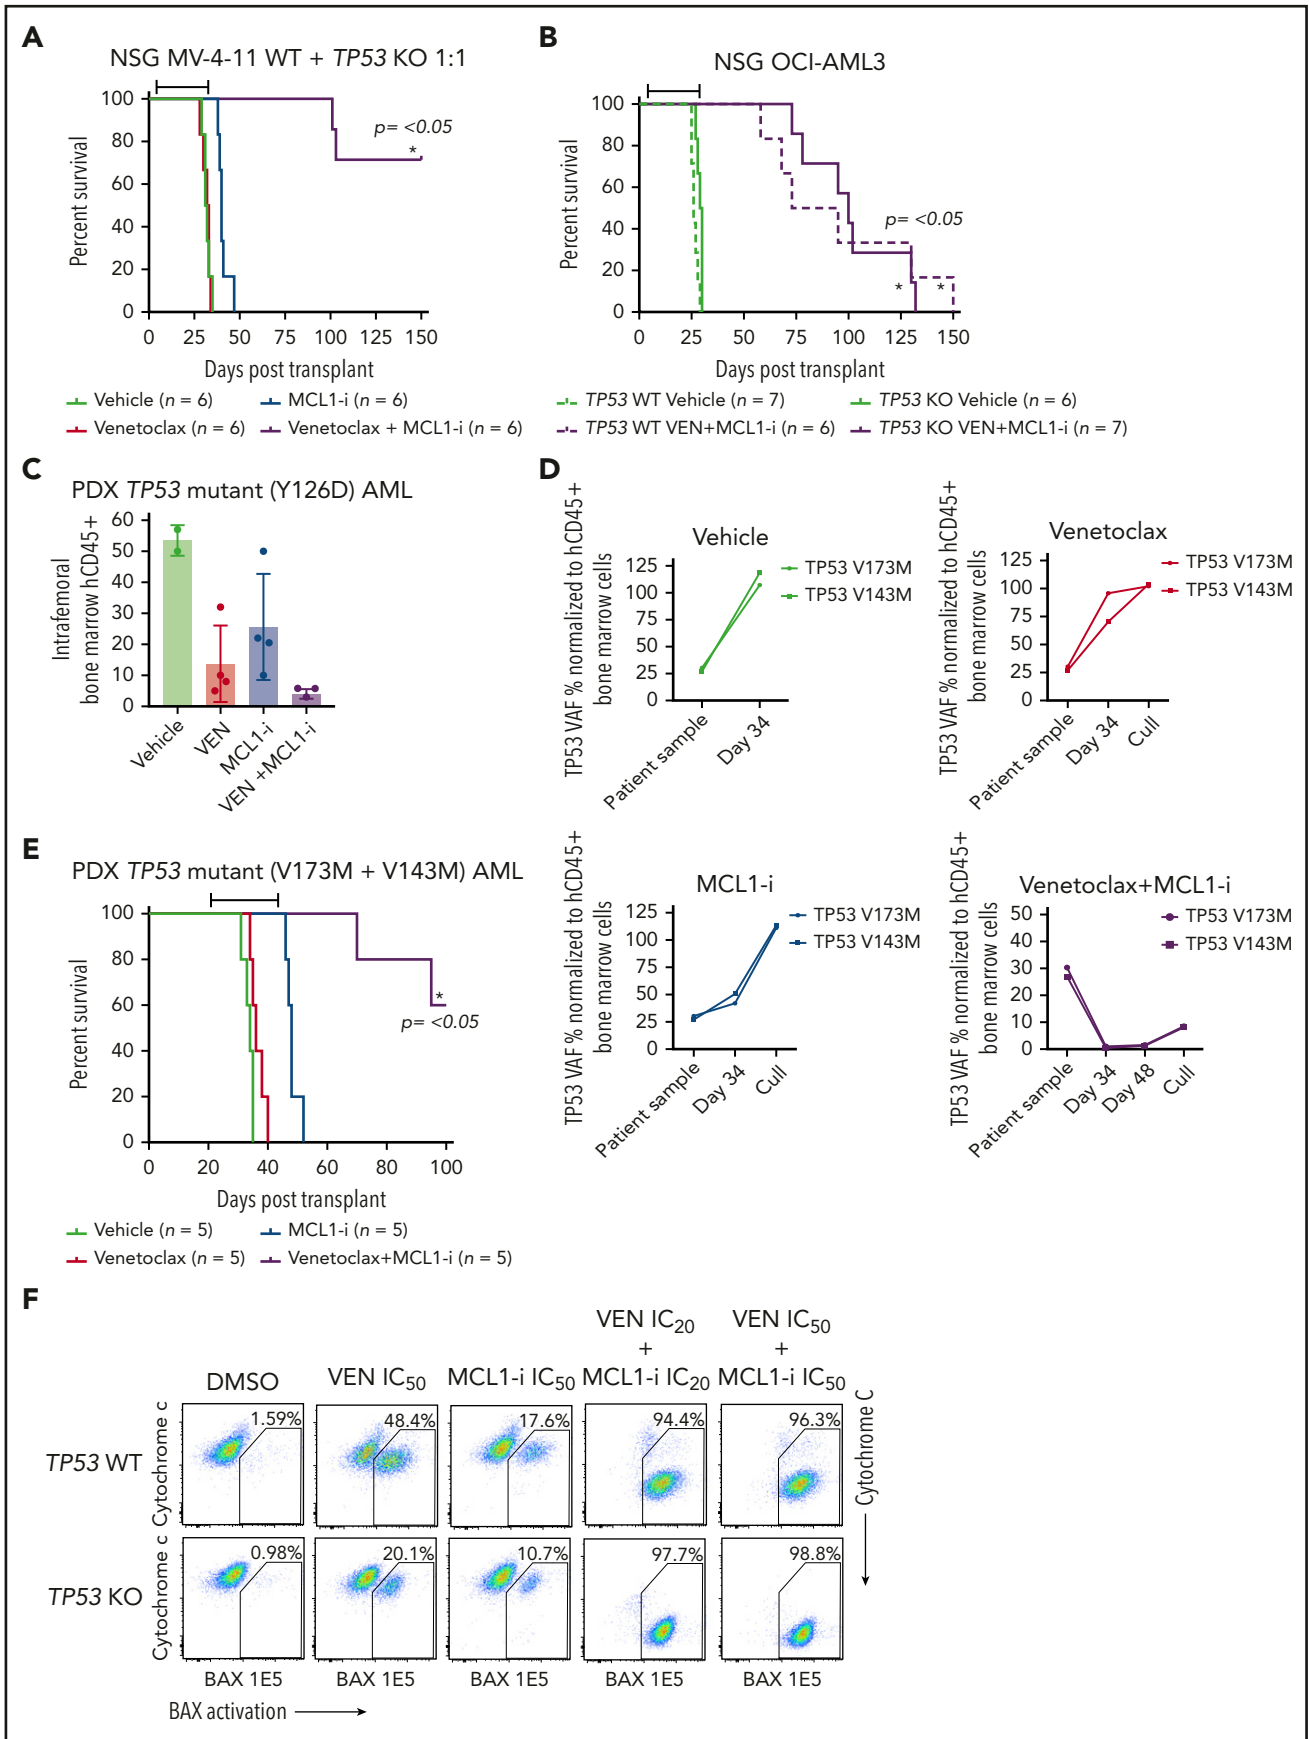 A
NSG MV-4-11 WT + TP53 KO 1:1
Percent survival
100
80
60
40
20
0
p= <0.05
*
0 25 50 75 100 125 150
Days post transplant
Vehicle (n = 6)
MCL1-i (n = 6)
Venetoclax (n = 6)
Venetoclax + MCL1-i (n = 6)
B
NSG OCI-AML3
Percent survival
100
80
60
40
20
0
p= <0.05
* *
0 25 50 75 100 125 150
Days post transplant
TP53 WT Vehicle (n = 7)
TP53 KO Vehicle (n = 6)
TP53 WT VEN+MCL1-i (n = 6)
TP53 KO VEN+MCL1-i (n = 7)
C
PDX TP53 mutant (Y126D) AML
Intrafemoral
bone marrow hCD45+
60
50
40
30
20
10
0
Vehicle
VEN
MCL1-i
VEN +MCL1-i
D
Vehicle
TP53 VAF % normalized to hCD45+
bone marrow cells
125
100
75
50
25
0
TP53 V173M
TP53 V143M
Patient sample
Day 34
Venetoclax
TP53 VAF % normalized to hCD45+
bone marrow cells
125
100
75
50
25
0
TP53 V173M
TP53 V143M
Patient sample
Day 34
Cull
MCL1-i
TP53 VAF % normalized to hCD45+
bone marrow cells
125
100
75
50
25
0
TP53 V173M
TP53 V143M
Patient sample
Day 34
Cull
Venetoclax+MCL1-i
TP53 VAF % normalized to hCD45+
bone marrow cells
50
40
30
20
10
0
TP53 V173M
TP53 V143M
Patient sample
Day 34
Day 48
Cull
E
PDX TP53 mutant (V173M + V143M) AML
Percent survival
100
80
60
40
20
0
*
p= <0.05
0 20 40 60 80 100
Days post transplant
Vehicle (n = 5)
MCL1-i (n = 5)
Venetoclax (n = 5)
Venetoclax+MCL1-i (n = 5)
F
DMSO
VEN IC50
MCL1-i IC50
VEN IC20
+
MCL1-i IC20
VEN IC50
+
MCL1-i IC50
TP53 WT
Cytochrome c
1.59%
48.4%
17.6%
94.4%
96.3%
Cytochrome C
TP53 KO
Cytochrome c
0.98%
20.1%
10.7%
97.7%
98.8%
BAX 1E5 BAX 1E5 BAX 1E5 BAX 1E5 BAX 1E5
BAX activation